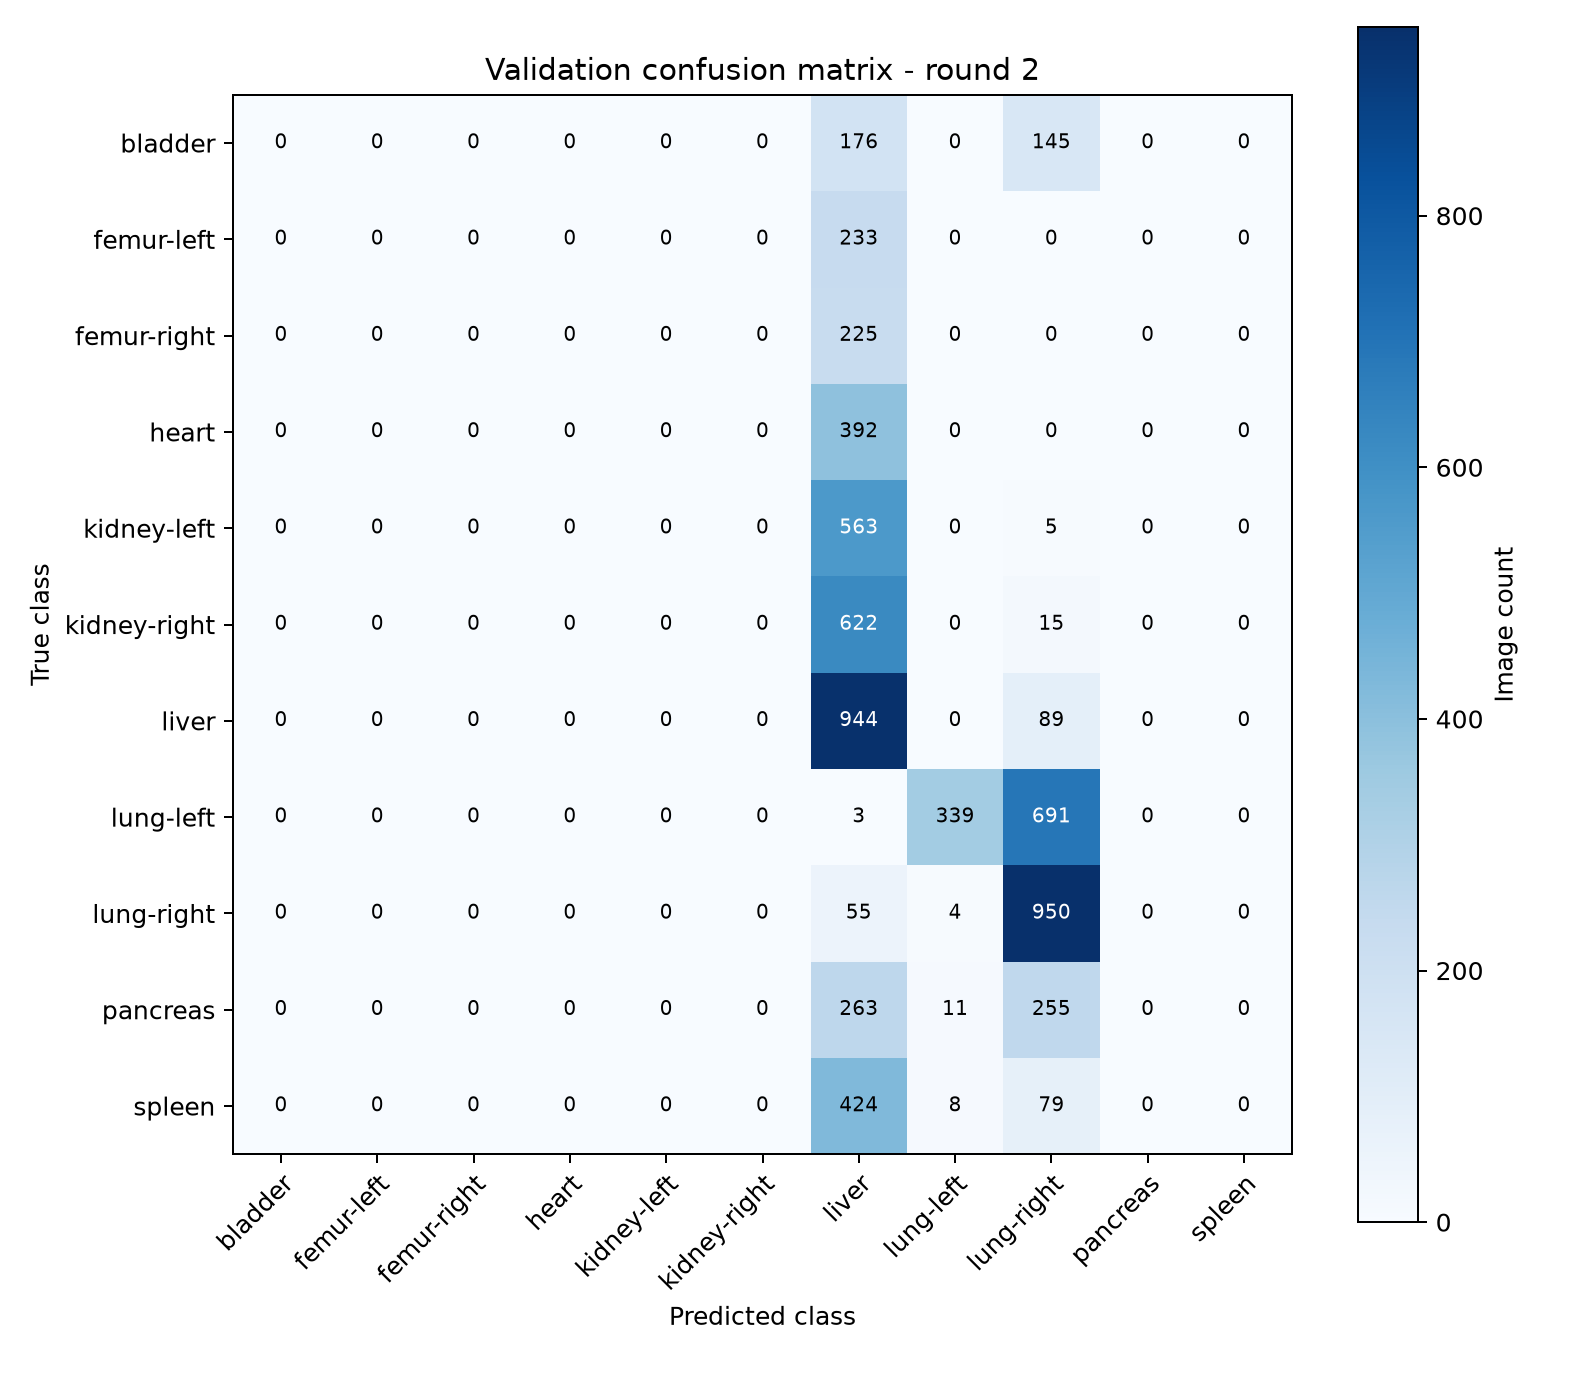 Validation confusion matrix - round 2
True class
bladder 0 0 0 0 0 0 176 0 145 0 0
femur-left 0 0 0 0 0 0 233 0 0 0 0
femur-right 0 0 0 0 0 0 225 0 0 0 0
heart 0 0 0 0 0 0 392 0 0 0 0
kidney-left 0 0 0 0 0 0 563 0 5 0 0
kidney-right 0 0 0 0 0 0 622 0 15 0 0
liver 0 0 0 0 0 0 944 0 89 0 0
lung-left 0 0 0 0 0 0 3 339 691 0 0
lung-right 0 0 0 0 0 0 55 4 950 0 0
pancreas 0 0 0 0 0 0 263 11 255 0 0
spleen 0 0 0 0 0 0 424 8 79 0 0
bladder femur-left femur-right heart kidney-left kidney-right liver lung-left lung-right pancreas spleen
Predicted class
800
600
400
200
0
Image count